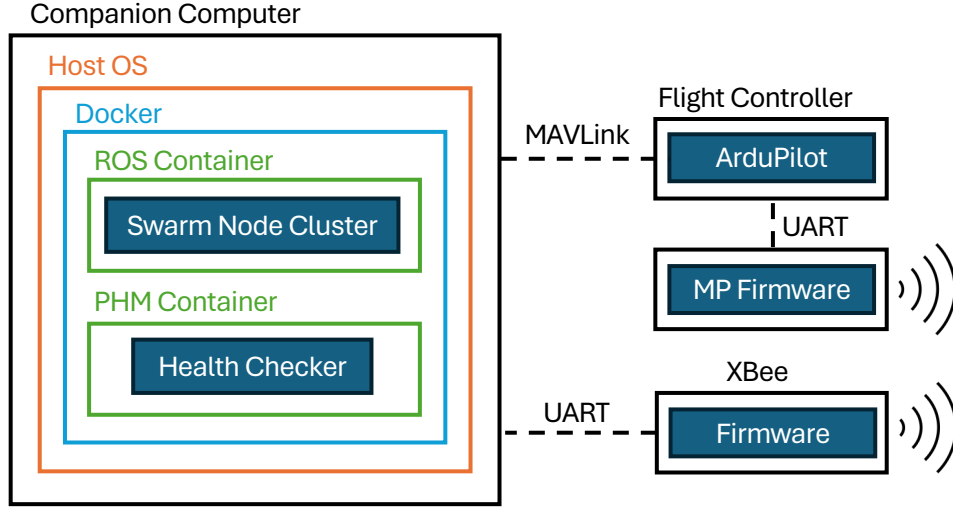 Companion Computer
Host OS
Docker
ROS Container
Swarm Node Cluster
PHM Container
Health Checker
MAVLink
Flight Controller
ArduPilot
UART
MP Firmware
XBee
UART
Firmware